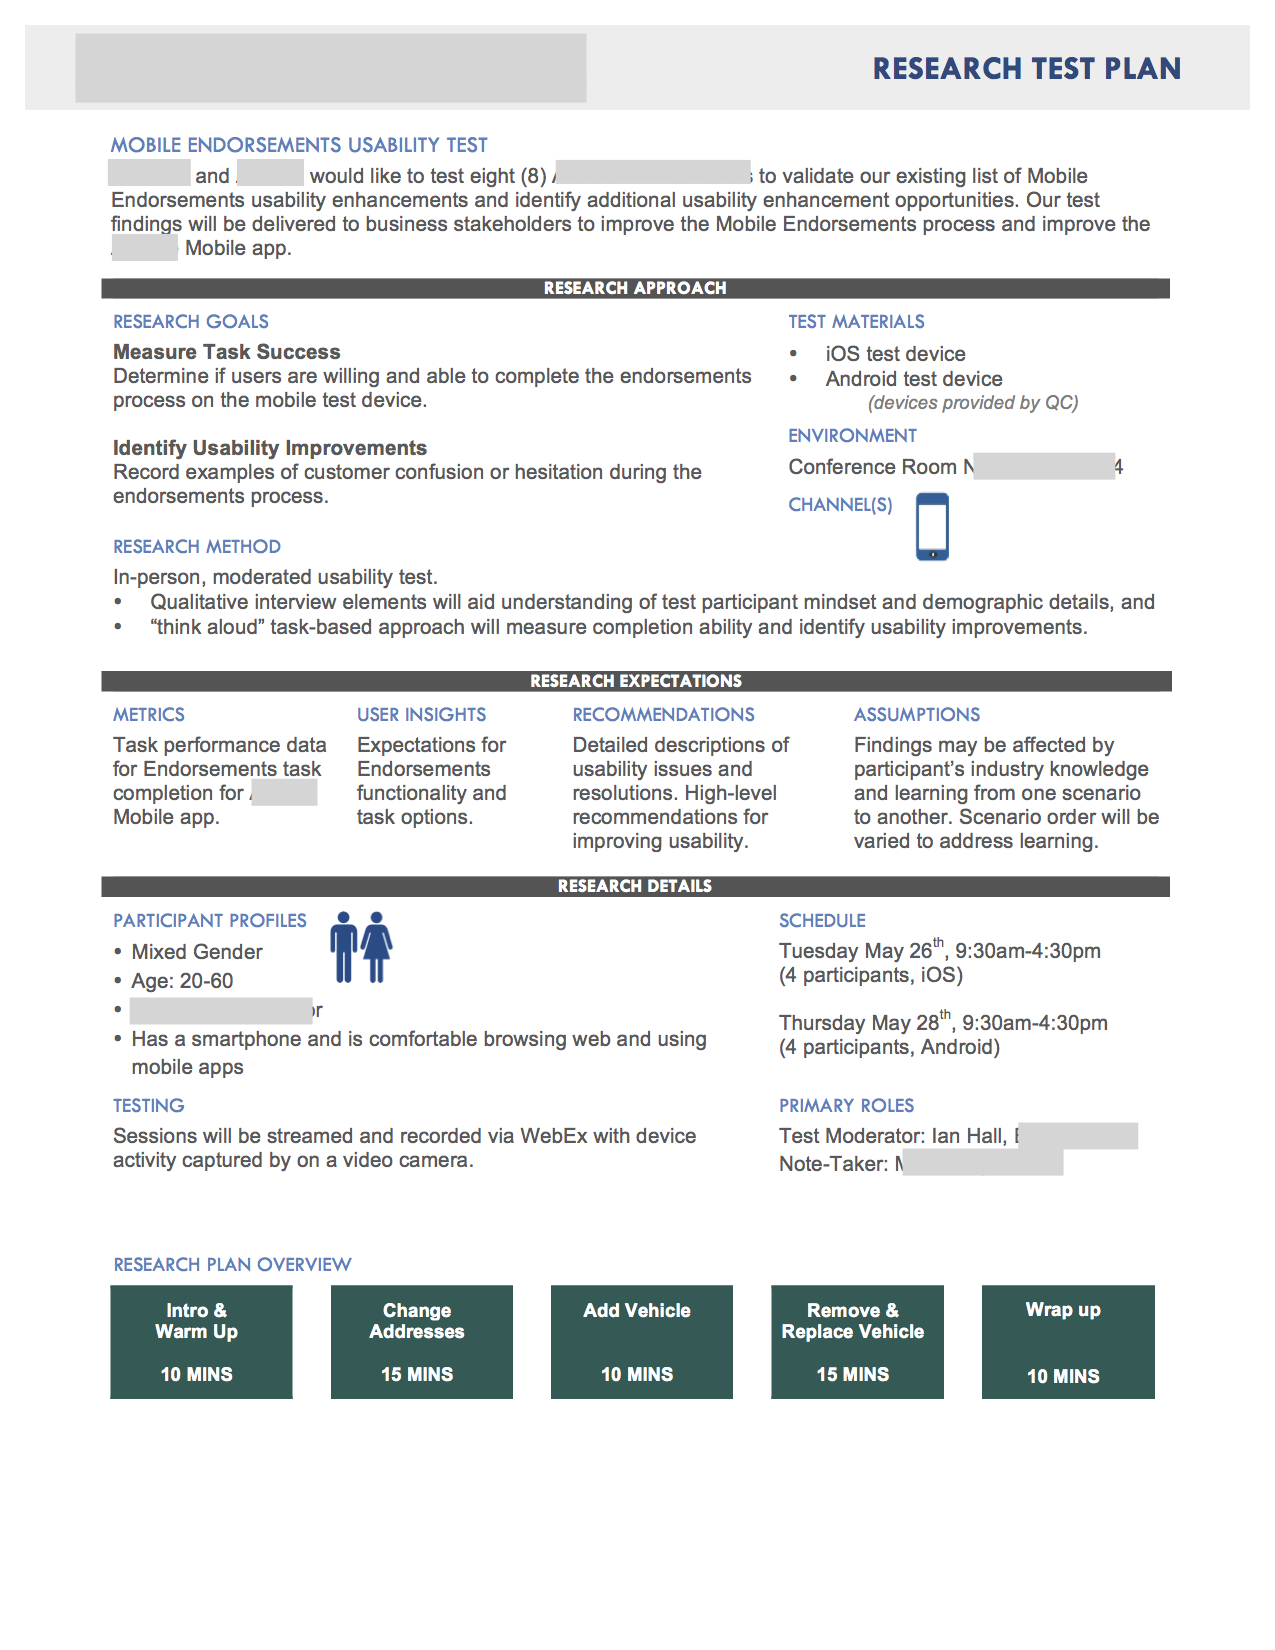 RESEARCH TEST PLAN
MOBILE ENDORSEMENTS USABILITY TEST
and would like to test eight (8) to validate our existing list of Mobile
Endorsements usability enhancements and identify additional usability enhancement opportunities. Our test
findings will be delivered to business stakeholders to improve the Mobile Endorsements process and improve the
Mobile app.
RESEARCH APPROACH
RESEARCH GOALS
Measure Task Success
Determine if users are willing and able to complete the endorsements
process on the mobile test device.
Identify Usability Improvements
Record examples of customer confusion or hesitation during the
endorsements process.
TEST MATERIALS
• iOS test device
• Android test device
(devices provided by QC)
ENVIRONMENT
Conference Room
CHANNEL(S)
RESEARCH METHOD
In-person, moderated usability test.
• Qualitative interview elements will aid understanding of test participant mindset and demographic details, and
• “think aloud” task-based approach will measure completion ability and identify usability improvements.
RESEARCH EXPECTATIONS
METRICS
Task performance data
for Endorsements task
completion for
Mobile app.
USER INSIGHTS
Expectations for
Endorsements
functionality and
task options.
RECOMMENDATIONS
Detailed descriptions of
usability issues and
resolutions. High-level
recommendations for
improving usability.
ASSUMPTIONS
Findings may be affected by
participant’s industry knowledge
and learning from one scenario
to another. Scenario order will be
varied to address learning.
RESEARCH DETAILS
PARTICIPANT PROFILES
• Mixed Gender
• Age: 20-60
•
• Has a smartphone and is comfortable browsing web and using
mobile apps
SCHEDULE
Tuesday May 26th, 9:30am-4:30pm
(4 participants, iOS)
Thursday May 28th, 9:30am-4:30pm
(4 participants, Android)
TESTING
Sessions will be streamed and recorded via WebEx with device
activity captured by on a video camera.
PRIMARY ROLES
Test Moderator: Ian Hall,
Note-Taker:
RESEARCH PLAN OVERVIEW
Intro &
Warm Up
10 MINS
Change
Addresses
15 MINS
Add Vehicle
10 MINS
Remove &
Replace Vehicle
15 MINS
Wrap up
10 MINS